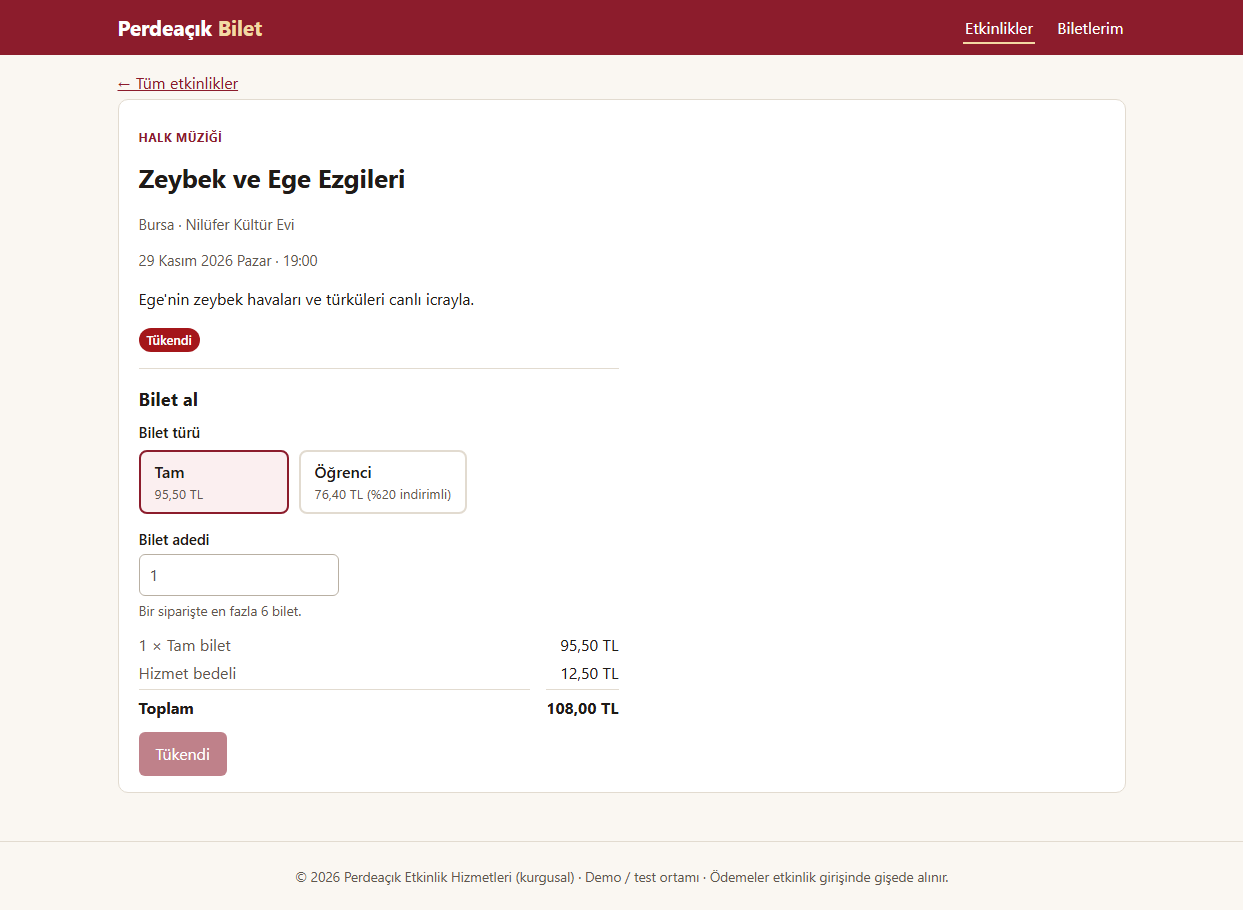 Perdeaçık Bilet
Etkinlikler Biletlerim
← Tüm etkinlikler
HALK MÜZİĞİ
Zeybek ve Ege Ezgileri
Bursa · Nilüfer Kültür Evi
29 Kasım 2026 Pazar · 19:00
Ege'nin zeybek havaları ve türküleri canlı icrayla.
Tükendi
Bilet al
Bilet türü
Tam
95,50 TL
Öğrenci
76,40 TL (%20 indirimli)
Bilet adedi
1
Bir siparişte en fazla 6 bilet.
1 × Tam bilet 95,50 TL
Hizmet bedeli 12,50 TL
Toplam 108,00 TL
Tükendi
© 2026 Perdeaçık Etkinlik Hizmetleri (kurgusal) · Demo / test ortamı · Ödemeler etkinlik girişinde gişede alınır.